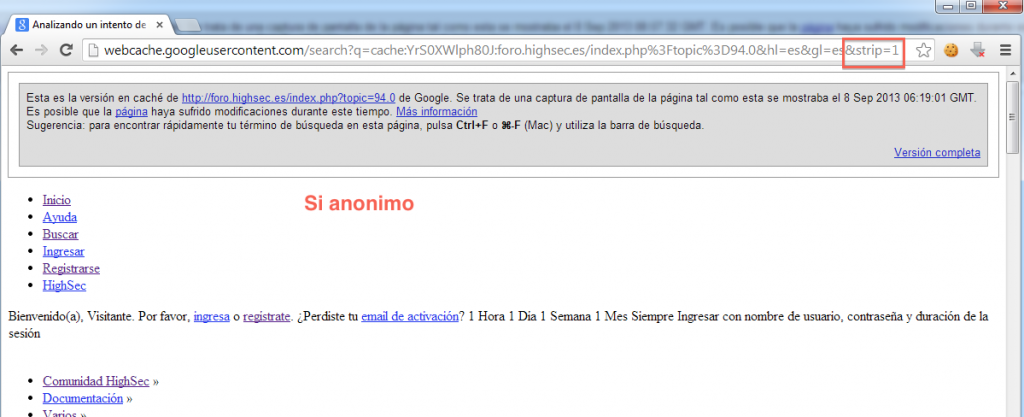 Analizando un intento de
webcache.googleusercontent.com/search?q=cache:YrS0XWlph80J:foro.highsec.es/index.php%3Ftopic%3D94.0&hl=es&gl=es&strip=1
Esta es la versión en caché de http://foro.highsec.es/index.php?topic=94.0 de Google. Se trata de una captura de pantalla de la página tal como esta se mostraba el 8 Sep 2013 06:19:01 GMT.
Es posible que la página haya sufrido modificaciones durante este tiempo. Más información
Sugerencia: para encontrar rápidamente tu término de búsqueda en esta página, pulsa Ctrl+F o ⌘-F (Mac) y utiliza la barra de búsqueda.
Versión completa
Si anonimo
Inicio
Ayuda
Buscar
Ingresar
Registrarse
HighSec
Bienvenido(a), Visitante. Por favor, ingresa o regístrate. ¿Perdiste tu email de activación? 1 Hora 1 Dia 1 Semana 1 Mes Siempre Ingresar con nombre de usuario, contraseña y duración de la
sesión
Comunidad HighSec »
Documentación »
Varios »